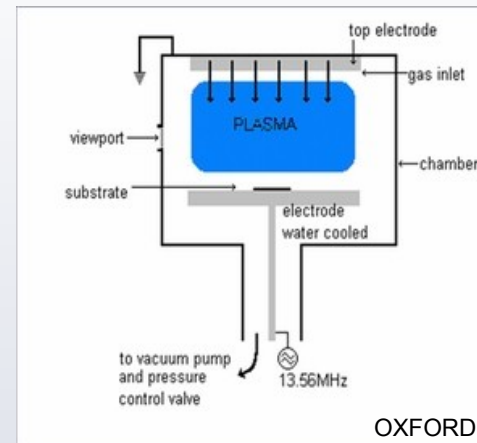 top electrode
gas inlet
PLASMA
viewport
chamber
substrate
electrode
water cooled
to vacuum pump
and pressure
control valve
13.56MHz
OXFORD